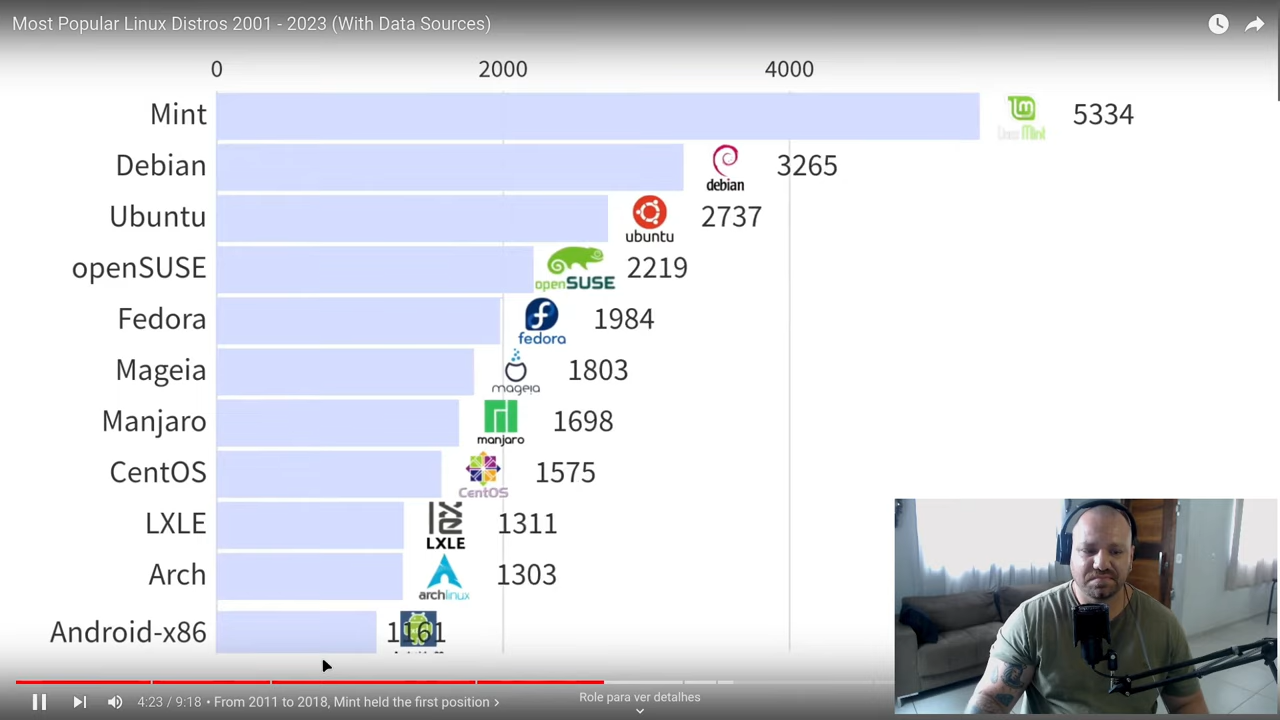 Most Popular Linux Distros 2001 - 2023 (With Data Sources)
0 2000 4000
Mint Linux Mint 5334
Debian debian 3265
Ubuntu ubuntu 2737
openSUSE openSUSE 2219
Fedora fedora 1984
Mageia mageia 1803
Manjaro manjaro 1698
CentOS CentOS 1575
LXLE LXLE 1311
Arch archlinux 1303
Android-x86 1161
4:23 / 9:18 • From 2011 to 2018, Mint held the first position >
Role para ver detalhes